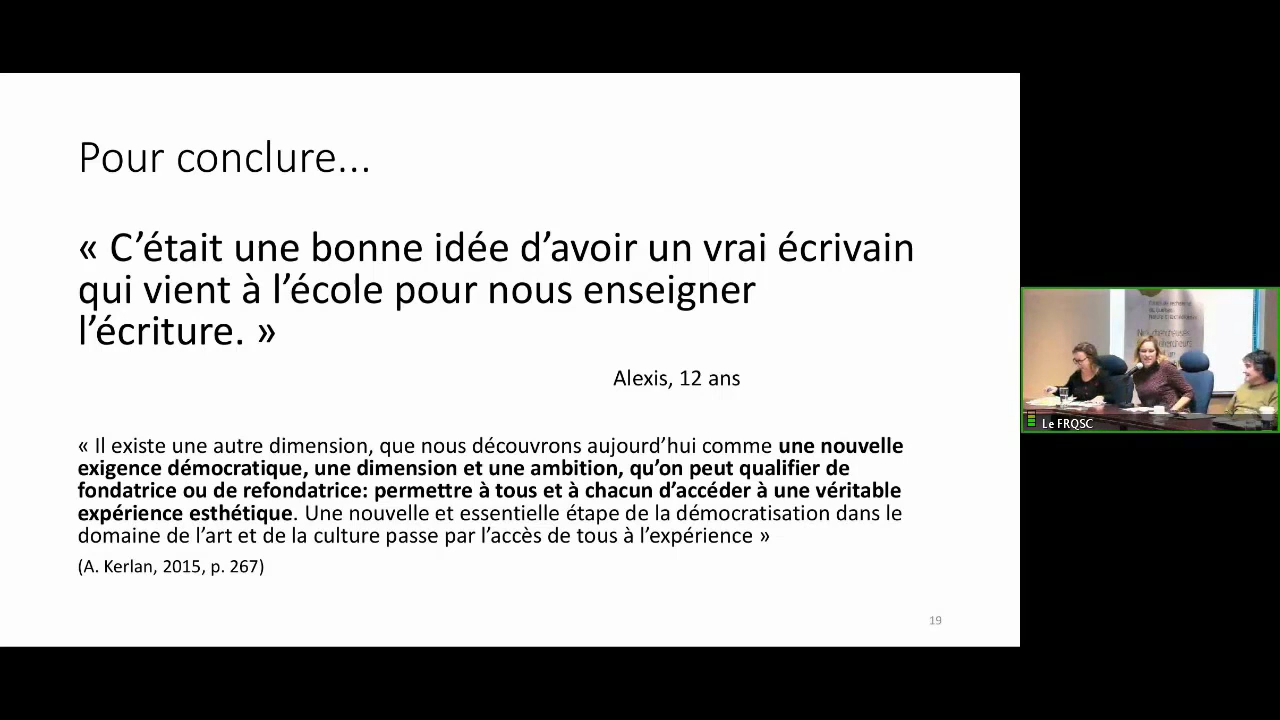 Pour conclure...
« C’était une bonne idée d’avoir un vrai écrivain
qui vient à l’école pour nous enseigner
l’écriture. »
Alexis, 12 ans
« Il existe une autre dimension, que nous découvrons aujourd’hui comme une nouvelle
exigence démocratique, une dimension et une ambition, qu’on peut qualifier de
fondatrice ou de refondatrice: permettre à tous et à chacun d’accéder à une véritable
expérience esthétique. Une nouvelle et essentielle étape de la démocratisation dans le
domaine de l’art et de la culture passe par l’accès de tous à l’expérience »
(A. Kerlan, 2015, p. 267)
19
Le FRQSC